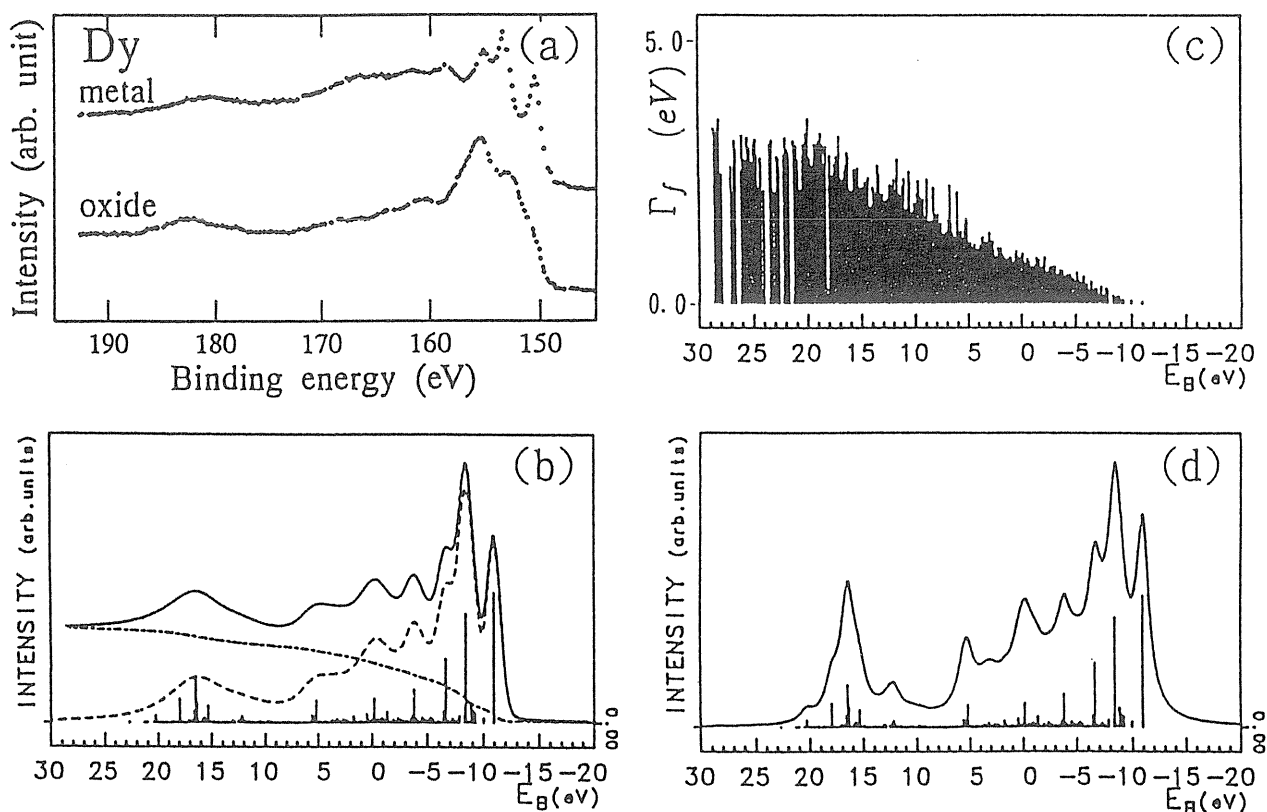 Dy
(a)
metal
oxide
Intensity (arb. unit)
190 180 170 160 150
Binding energy (eV)
(c)
5.0
0.0
Γf (eV)
30 25 20 15 10 5 0 -5 -10 -15 -20
EB(eV)
(b)
INTENSITY (arb.units)
0.00
30 25 20 15 10 5 0 -5 -10 -15 -20
EB(eV)
(d)
INTENSITY (arb.units)
0.00
30 25 20 15 10 5 0 -5 -10 -15 -20
EB(eV)